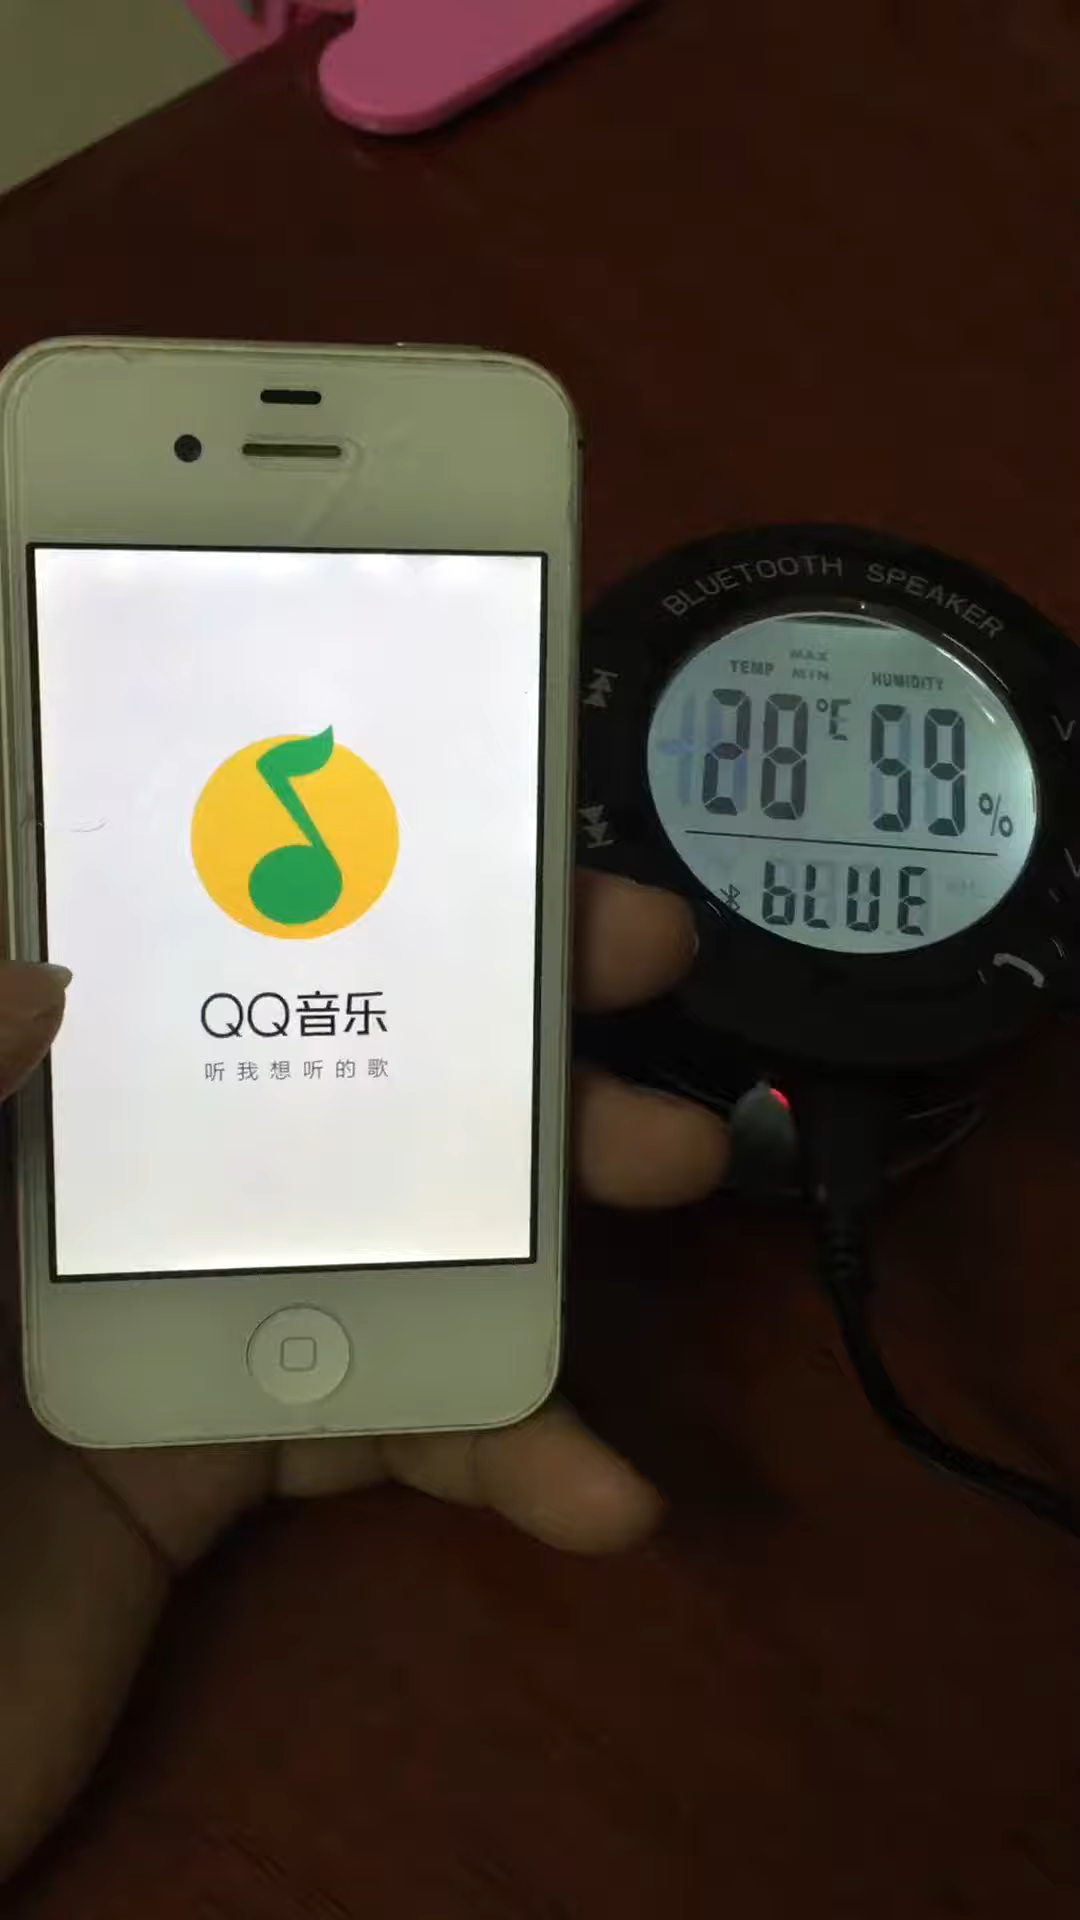 QQ音乐
听我想听的歌
BLUETOOTH SPEAKER
MAX
TEMP MIN HUMIDITY
28°C 59%
bLUE